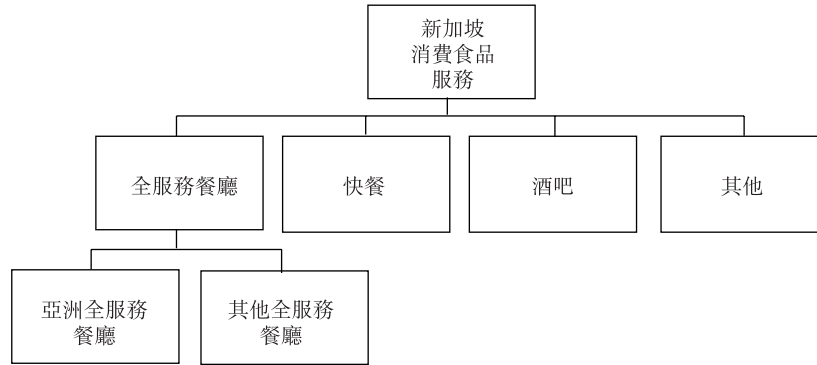 新加坡
消費食品
服務
全服務餐廳
快餐
酒吧
其他
亞洲全服務
餐廳
其他全服務
餐廳